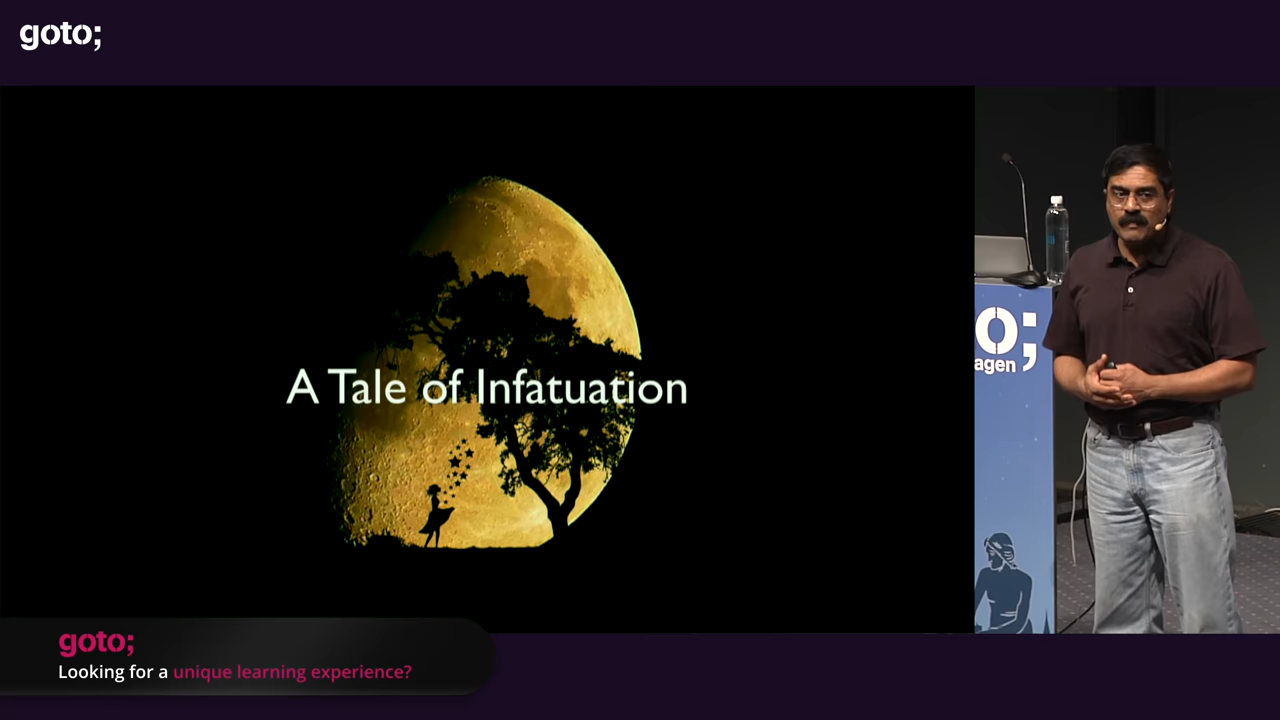 goto;
A Tale of Infatuation
o;
agen
goto;
Looking for a unique learning experience?